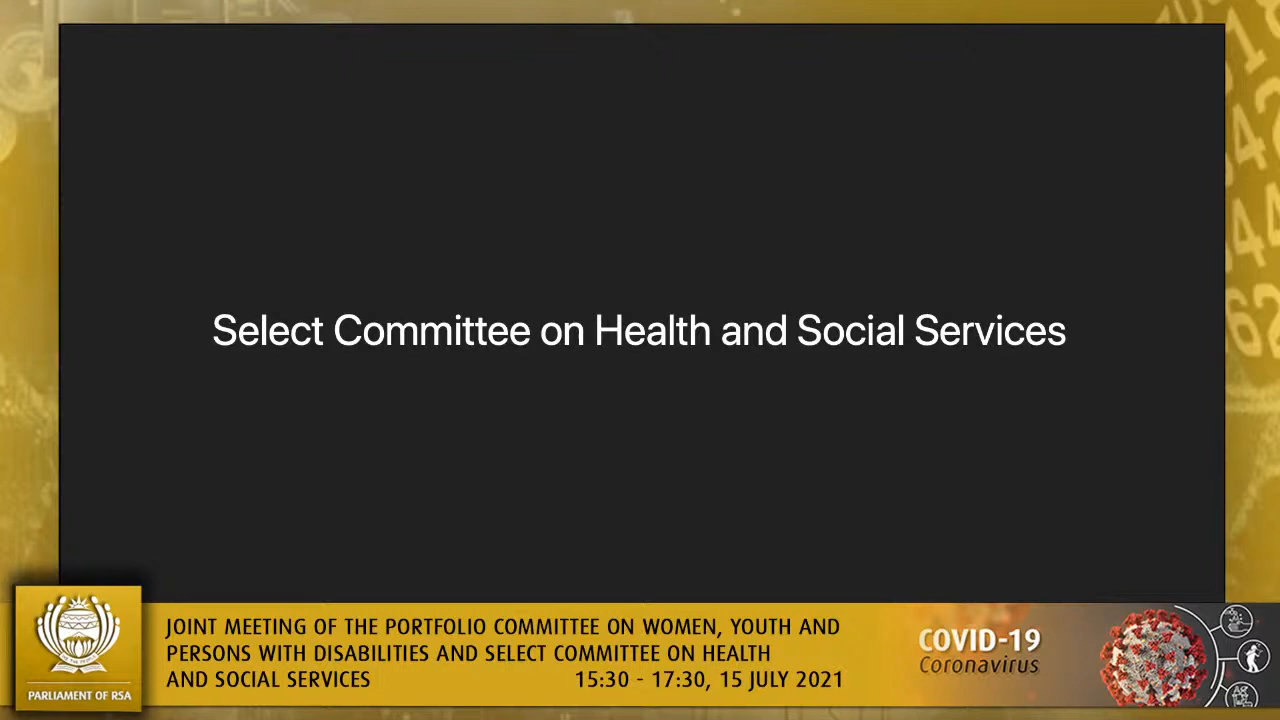 Select Committee on Health and Social Services
JOINT MEETING OF THE PORTFOLIO COMMITTEE ON WOMEN, YOUTH AND
PERSONS WITH DISABILITIES AND SELECT COMMITTEE ON HEALTH
AND SOCIAL SERVICES 15:30 - 17:30, 15 JULY 2021
COVID-19
Coronavirus
PARLIAMENT OF RSA